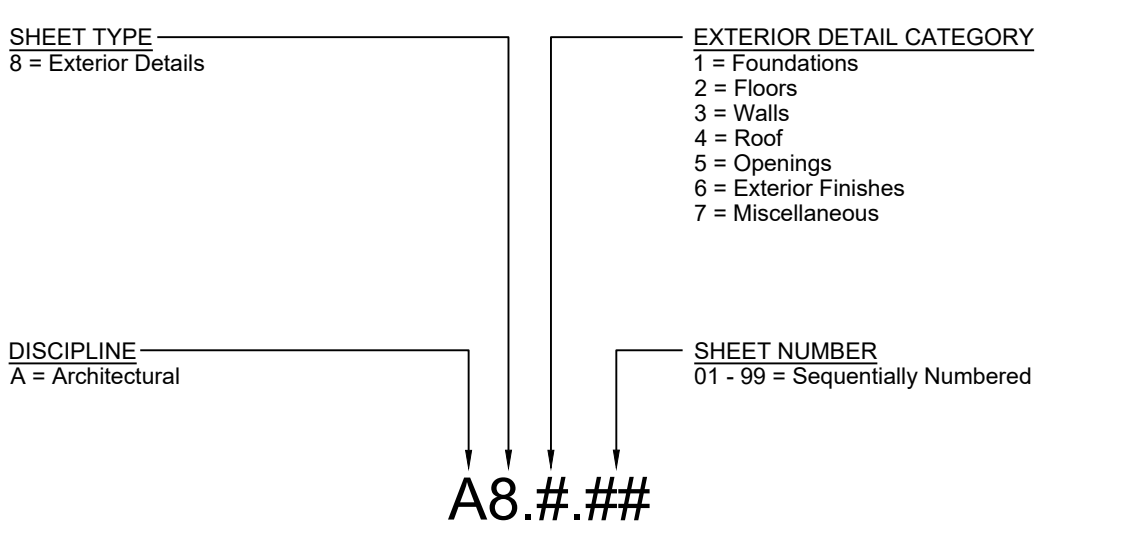 SHEET TYPE
8 = Exterior Details
EXTERIOR DETAIL CATEGORY
1 = Foundations
2 = Floors
3 = Walls
4 = Roof
5 = Openings
6 = Exterior Finishes
7 = Miscellaneous
DISCIPLINE
A = Architectural
SHEET NUMBER
01 - 99 = Sequentially Numbered
A8.#.##